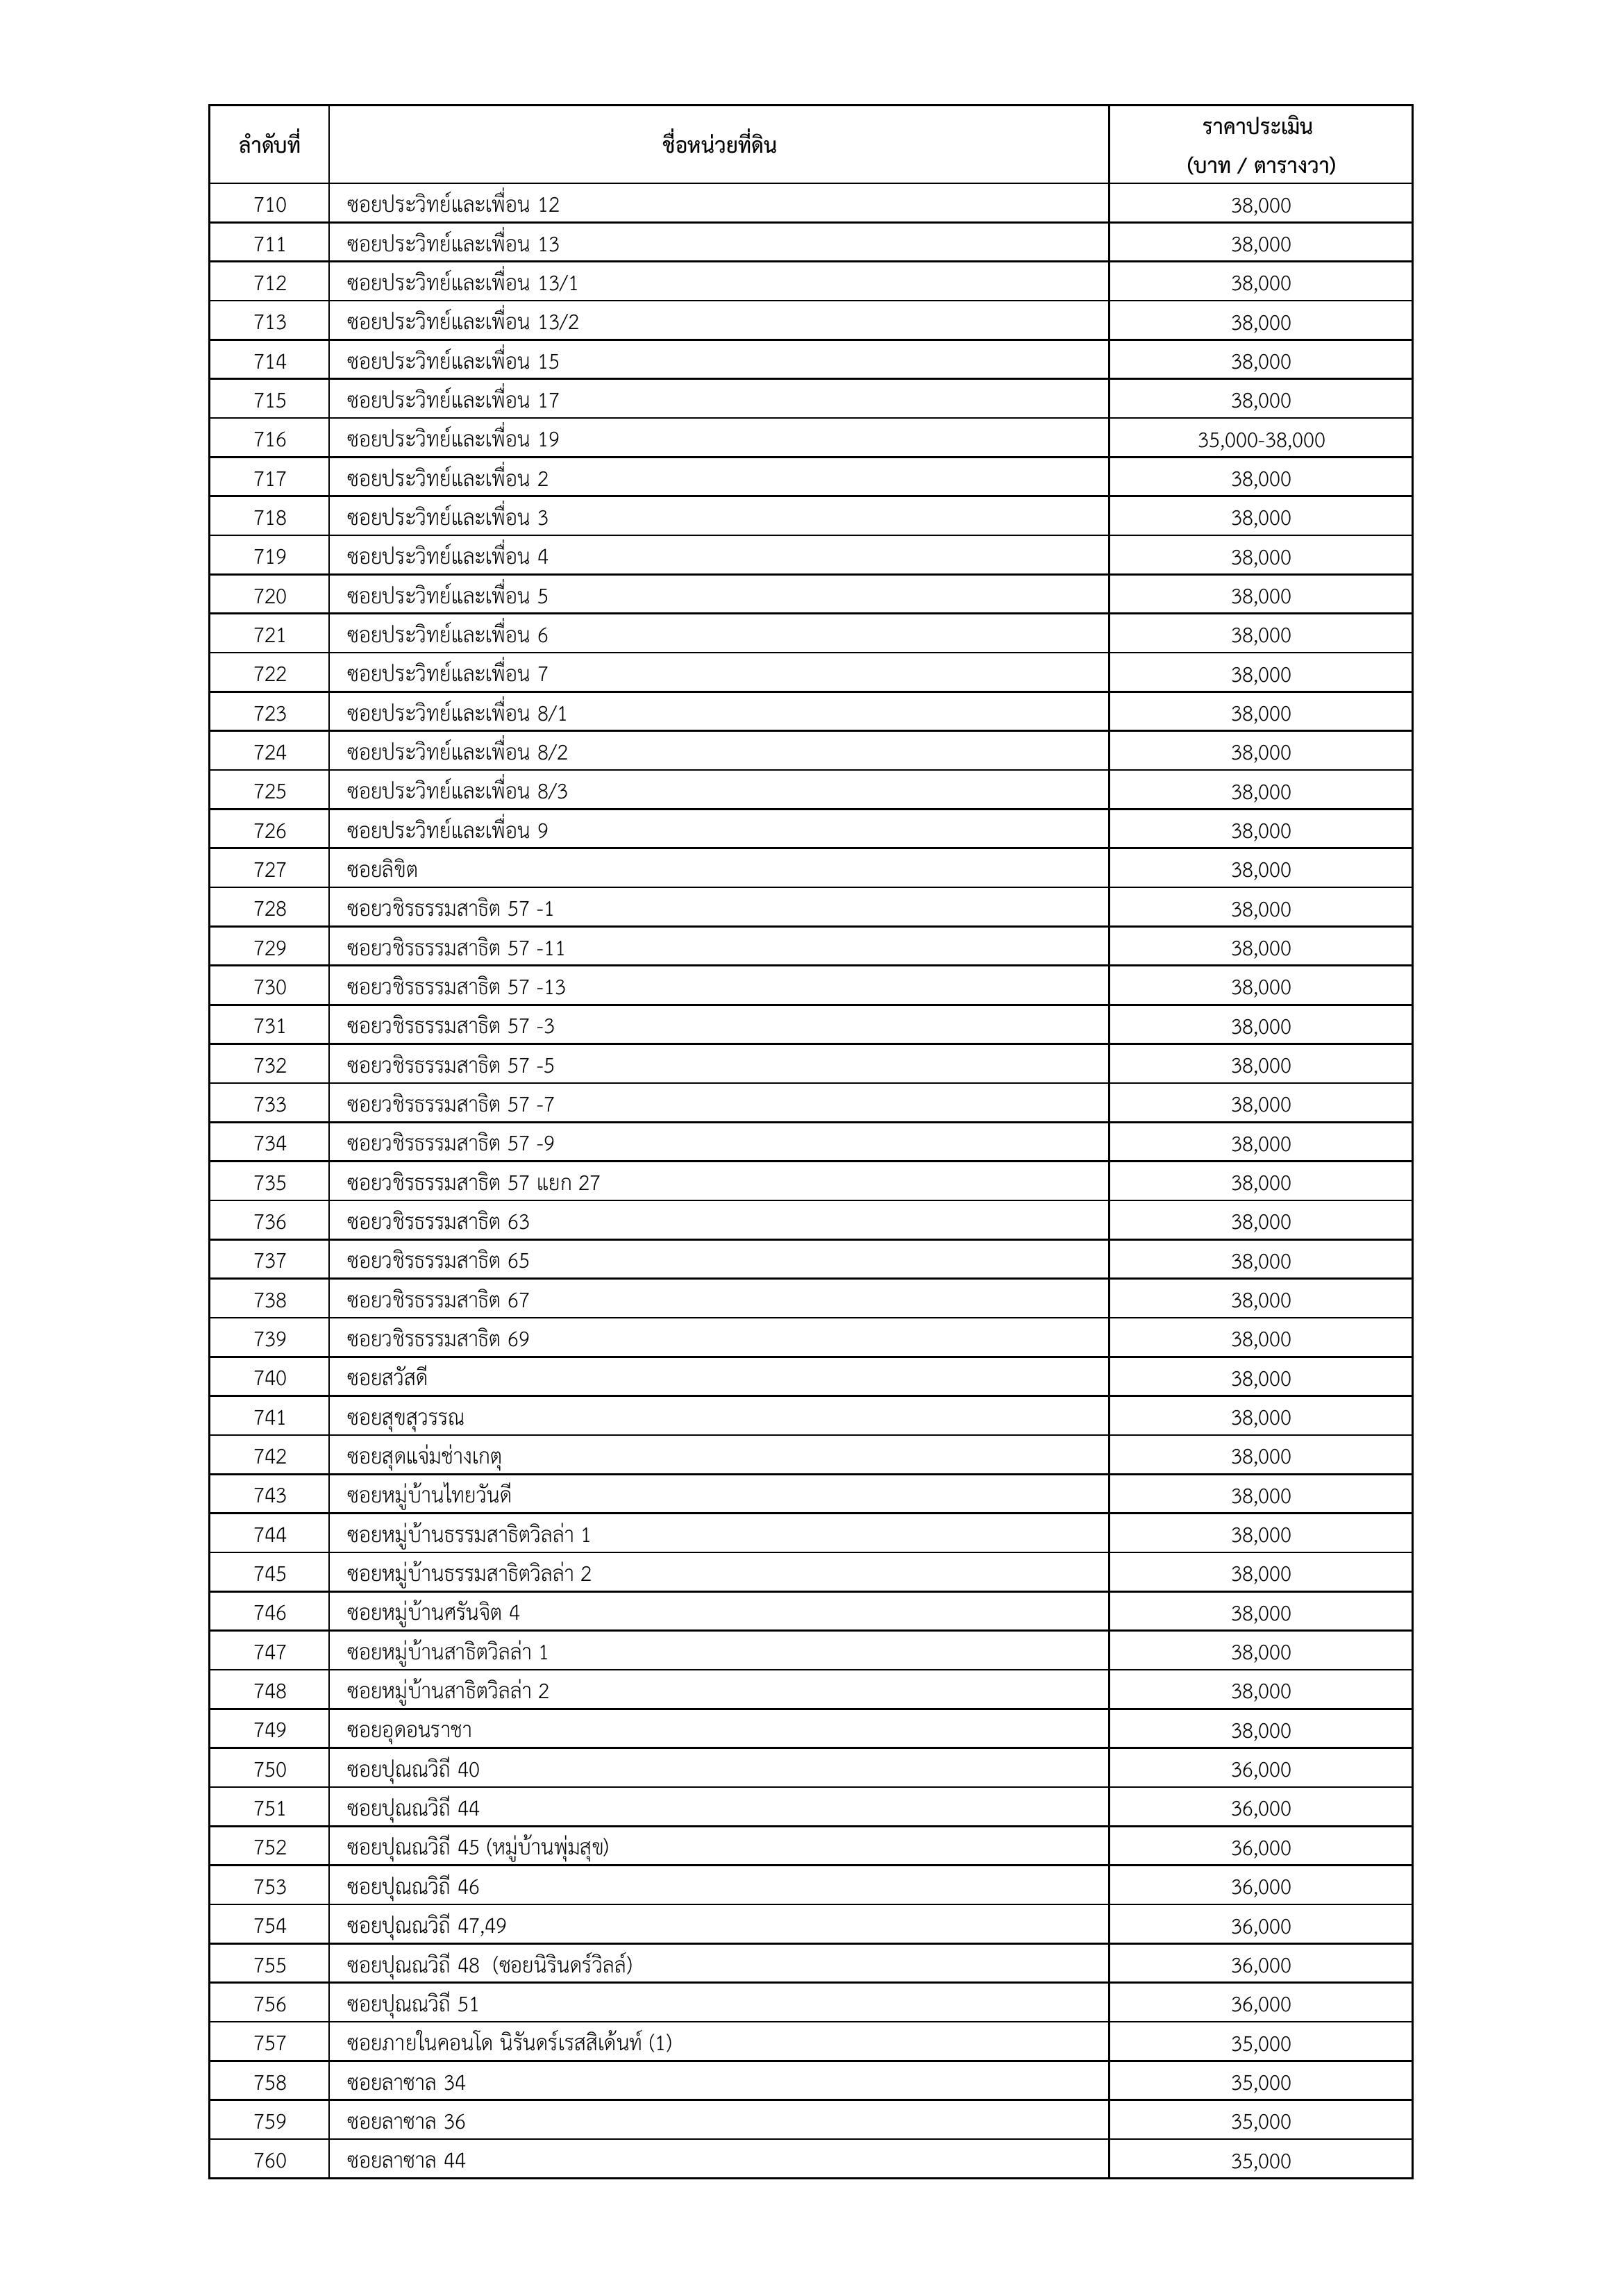 ลำดับที่ ชื่อหน่วยที่ดิน ราคาประเมิน
(บาท / ตารางวา)
710 ซอยประวิทย์และเพื่อน 12 38,000
711 ซอยประวิทย์และเพื่อน 13 38,000
712 ซอยประวิทย์และเพื่อน 13/1 38,000
713 ซอยประวิทย์และเพื่อน 13/2 38,000
714 ซอยประวิทย์และเพื่อน 15 38,000
715 ซอยประวิทย์และเพื่อน 17 38,000
716 ซอยประวิทย์และเพื่อน 19 35,000-38,000
717 ซอยประวิทย์และเพื่อน 2 38,000
718 ซอยประวิทย์และเพื่อน 3 38,000
719 ซอยประวิทย์และเพื่อน 4 38,000
720 ซอยประวิทย์และเพื่อน 5 38,000
721 ซอยประวิทย์และเพื่อน 6 38,000
722 ซอยประวิทย์และเพื่อน 7 38,000
723 ซอยประวิทย์และเพื่อน 8/1 38,000
724 ซอยประวิทย์และเพื่อน 8/2 38,000
725 ซอยประวิทย์และเพื่อน 8/3 38,000
726 ซอยประวิทย์และเพื่อน 9 38,000
727 ซอยลิขิต 38,000
728 ซอยวชิรธรรมสาธิต 57 -1 38,000
729 ซอยวชิรธรรมสาธิต 57 -11 38,000
730 ซอยวชิรธรรมสาธิต 57 -13 38,000
731 ซอยวชิรธรรมสาธิต 57 -3 38,000
732 ซอยวชิรธรรมสาธิต 57 -5 38,000
733 ซอยวชิรธรรมสาธิต 57 -7 38,000
734 ซอยวชิรธรรมสาธิต 57 -9 38,000
735 ซอยวชิรธรรมสาธิต 57 แยก 27 38,000
736 ซอยวชิรธรรมสาธิต 63 38,000
737 ซอยวชิรธรรมสาธิต 65 38,000
738 ซอยวชิรธรรมสาธิต 67 38,000
739 ซอยวชิรธรรมสาธิต 69 38,000
740 ซอยสวัสดี 38,000
741 ซอยสุขสุวรรณ 38,000
742 ซอยสุดแจ่มช่างเกตุ 38,000
743 ซอยหมู่บ้านไทยวันดี 38,000
744 ซอยหมู่บ้านธรรมสาธิตวิลล่า 1 38,000
745 ซอยหมู่บ้านธรรมสาธิตวิลล่า 2 38,000
746 ซอยหมู่บ้านศรันจิต 4 38,000
747 ซอยหมู่บ้านสาธิตวิลล่า 1 38,000
748 ซอยหมู่บ้านสาธิตวิลล่า 2 38,000
749 ซอยอุดอนราชา 38,000
750 ซอยปุณณวิถี 40 36,000
751 ซอยปุณณวิถี 44 36,000
752 ซอยปุณณวิถี 45 (หมู่บ้านพุ่มสุข) 36,000
753 ซอยปุณณวิถี 46 36,000
754 ซอยปุณณวิถี 47,49 36,000
755 ซอยปุณณวิถี 48 (ซอยนิรินดร์วิลล์) 36,000
756 ซอยปุณณวิถี 51 36,000
757 ซอยภายในคอนโด นิรันดร์เรสสิเด้นท์ (1) 35,000
758 ซอยลาซาล 34 35,000
759 ซอยลาซาล 36 35,000
760 ซอยลาซาล 44 35,000